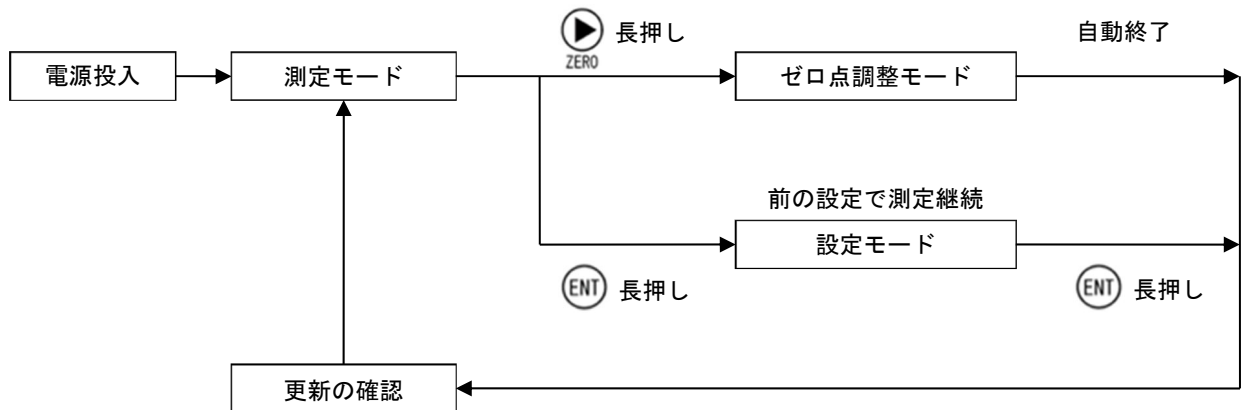 長押し
自動終了
ZERO
電源投入
測定モード
ゼロ点調整モード
前の設定で測定継続
設定モード
ENT 長押し
ENT 長押し
更新の確認